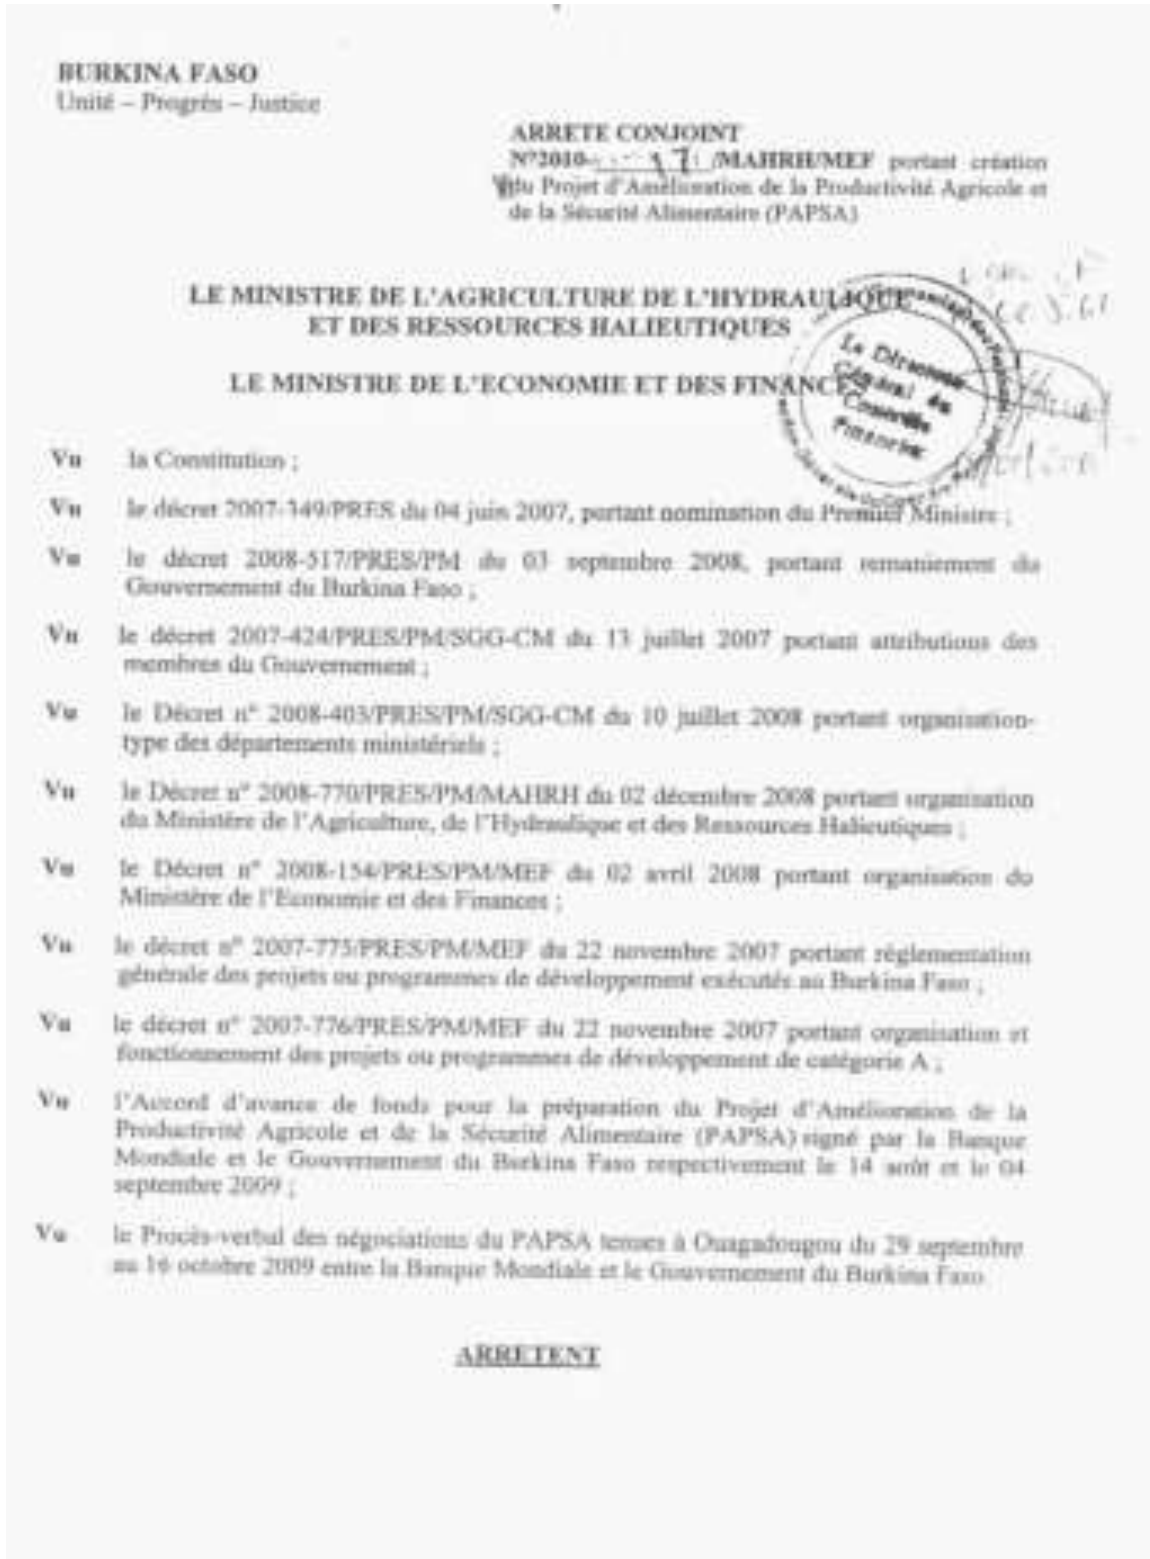 BURKINA FASO
Unité – Progrès – Justice
ARRETE CONJOINT
N°2010- 17 /MAHRH/MEF portant création
du Projet d'Amélioration de la Productivité Agricole et
de la Sécurité Alimentaire (PAPSA)
LE MINISTRE DE L'AGRICULTURE DE L'HYDRAULIQUE
ET DES RESSOURCES HALIEUTIQUES
LE MINISTRE DE L'ECONOMIE ET DES FINANCES
Le Directeur
Général du
Contrôle
Financier
Vu la Constitution ;
Vu le décret 2007-349/PRES du 04 juin 2007, portant nomination du Premier Ministre ;
Vu le décret 2008-517/PRES/PM du 03 septembre 2008, portant remaniement du
Gouvernement du Burkina Faso ;
Vu le décret 2007-424/PRES/PM/SGG-CM du 13 juillet 2007 portant attributions des
membres du Gouvernement ;
Vu le Décret n° 2008-403/PRES/PM/SGG-CM du 10 juillet 2008 portant organisation-
type des départements ministériels ;
Vu le Décret n° 2008-770/PRES/PM/MAHRH du 02 décembre 2008 portant organisation
du Ministère de l'Agriculture, de l'Hydraulique et des Ressources Halieutiques ;
Vu le Décret n° 2008-154/PRES/PM/MEF du 02 avril 2008 portant organisation du
Ministère de l'Economie et des Finances ;
Vu le décret n° 2007-775/PRES/PM/MEF du 22 novembre 2007 portant réglementation
générale des projets ou programmes de développement exécutés au Burkina Faso ;
Vu le décret n° 2007-776/PRES/PM/MEF du 22 novembre 2007 portant organisation et
fonctionnement des projets ou programmes de développement de catégorie A ;
Vu l'Accord d'avance de fonds pour la préparation du Projet d'Amélioration de la
Productivité Agricole et de la Sécurité Alimentaire (PAPSA) signé par la Banque
Mondiale et le Gouvernement du Burkina Faso respectivement le 14 août et le 04
septembre 2009 ;
Vu le Procès-verbal des négociations du PAPSA tenues à Ouagadougou du 29 septembre
au 16 octobre 2009 entre la Banque Mondiale et le Gouvernement du Burkina Faso
ARRETENT